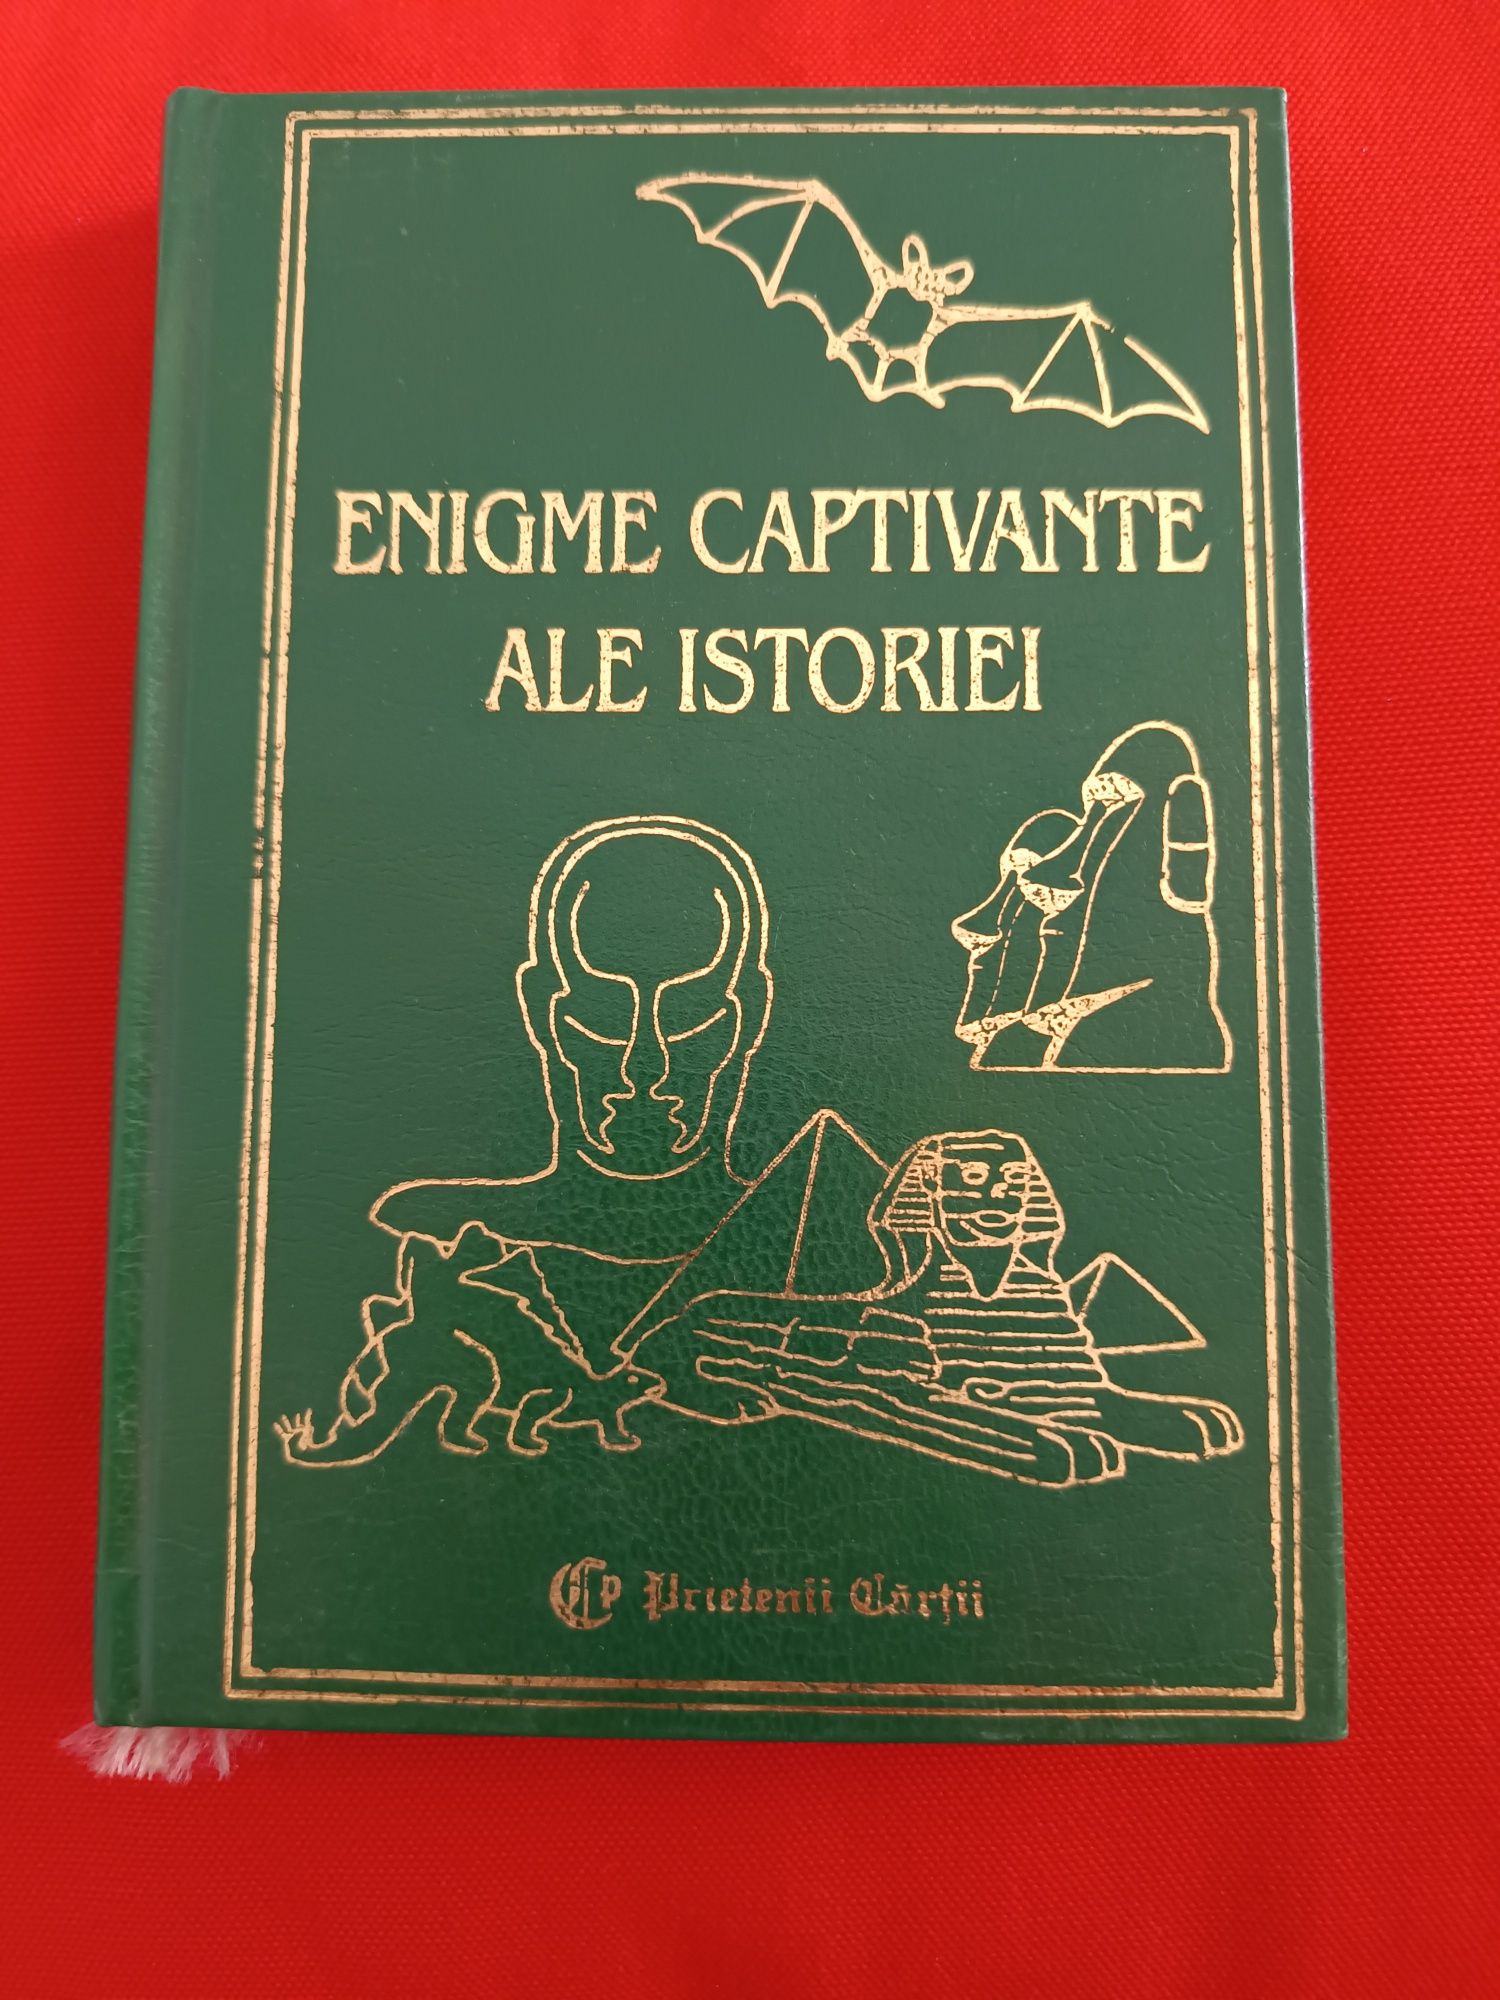 ENIGME CAPTIVANTE
ALE ISTORIEI
Prietenii Cărții